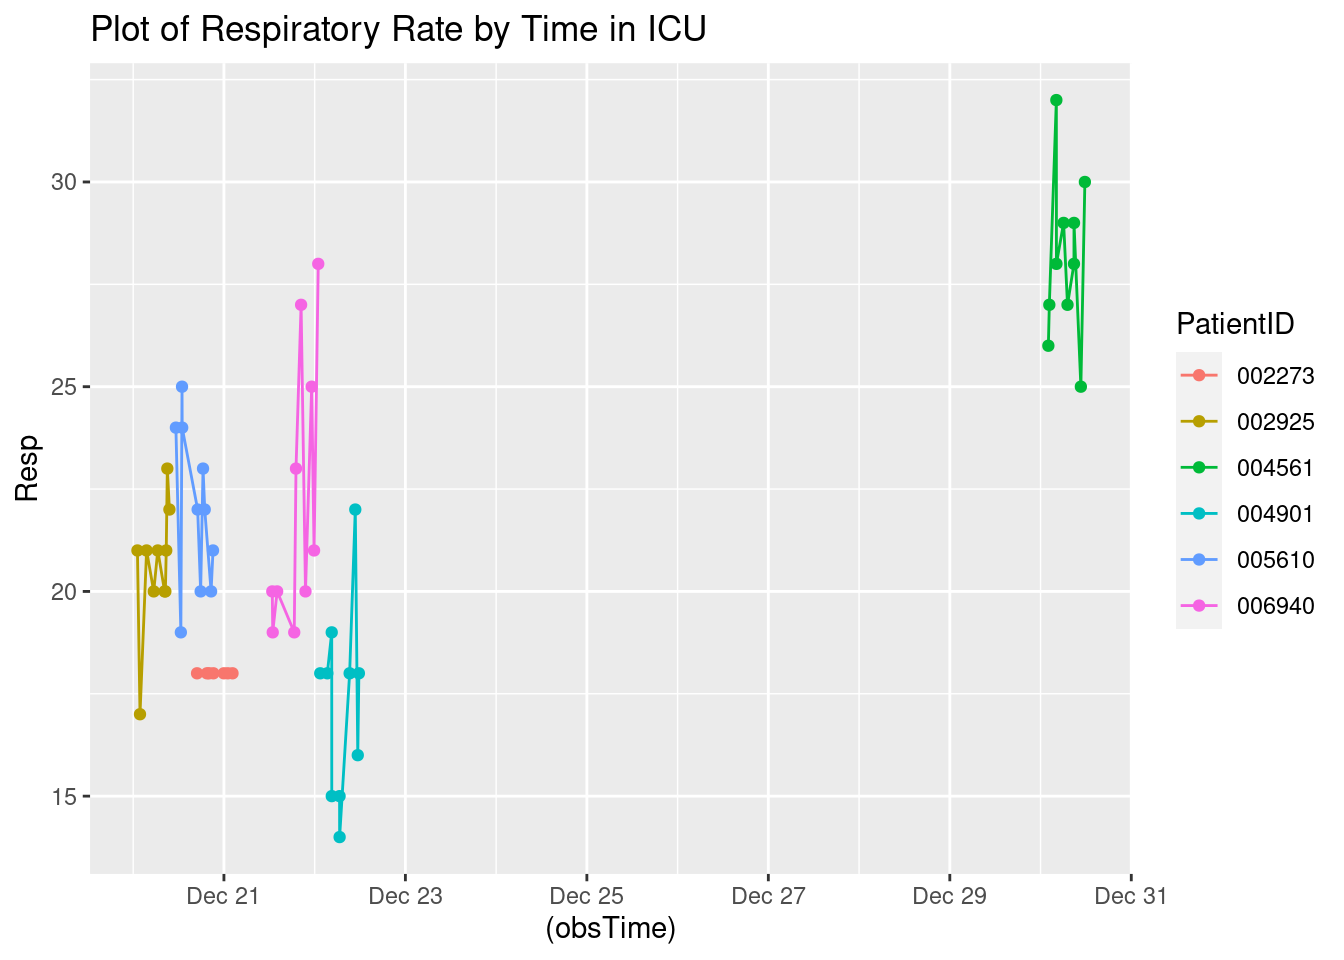 Plot of Respiratory Rate by Time in ICU
Resp
30
25
20
15
Dec 21 Dec 23 Dec 25 Dec 27 Dec 29 Dec 31
(obsTime)
PatientID
002273
002925
004561
004901
005610
006940